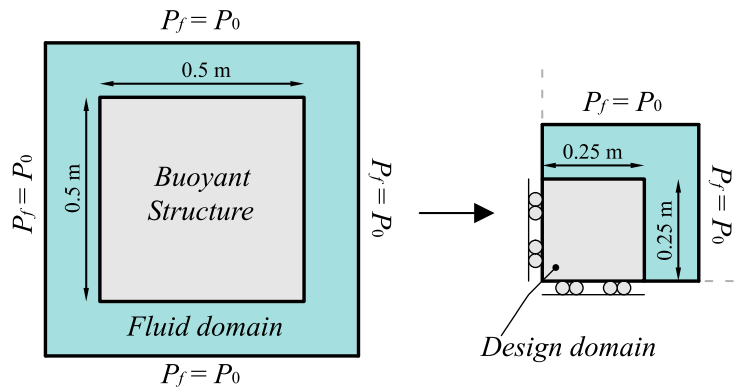 P_f = P_0
0.5 m
0.5 m
Buoyant
Structure
P_f = P_0
P_f = P_0
Fluid domain
P_f = P_0
P_f = P_0
0.25 m
0.25 m
P_f = P_0
Design domain